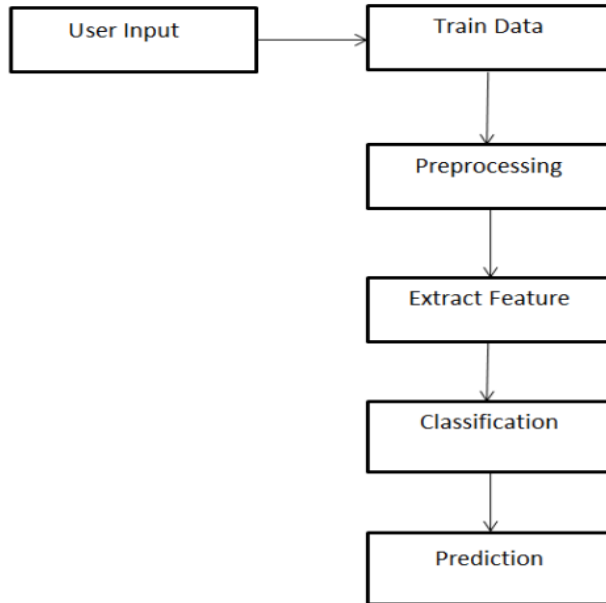 User Input
Train Data
Preprocessing
Extract Feature
Classification
Prediction